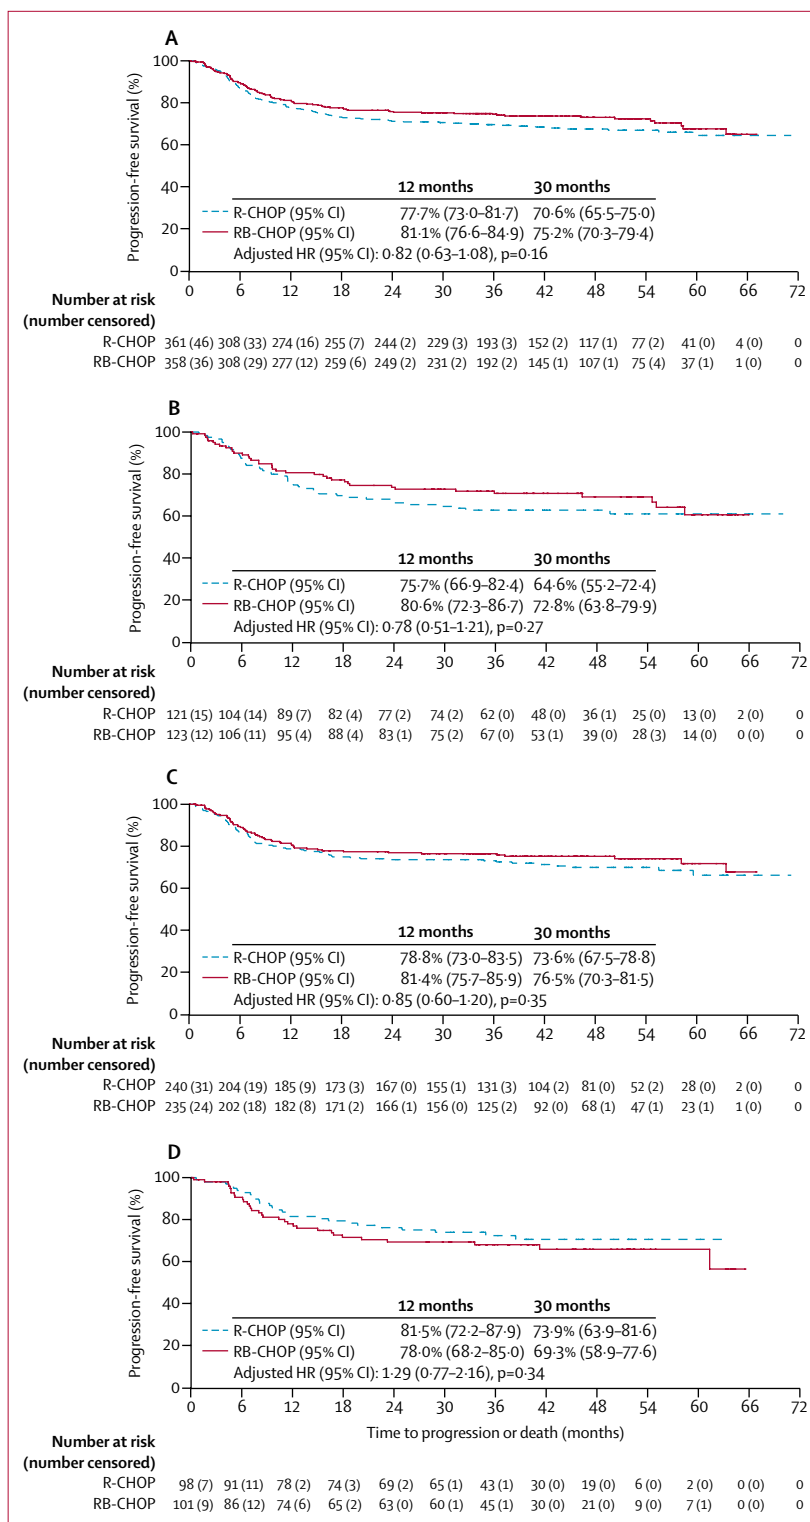 A
Progression-free survival (%)
100
80
60
40
20
0
12 months 30 months
R-CHOP (95% CI) 77·7% (73·0–81·7) 70·6% (65·5–75·0)
RB-CHOP (95% CI) 81·1% (76·6–84·9) 75·2% (70·3–79·4)
Adjusted HR (95% CI): 0·82 (0·63–1·08), p=0·16
0 6 12 18 24 30 36 42 48 54 60 66 72
Number at risk
(number censored)
R-CHOP 361 (46) 308 (33) 274 (16) 255 (7) 244 (2) 229 (3) 193 (3) 152 (2) 117 (1) 77 (2) 41 (0) 4 (0) 0
RB-CHOP 358 (36) 308 (29) 277 (12) 259 (6) 249 (2) 231 (2) 192 (2) 145 (1) 107 (1) 75 (4) 37 (1) 1 (0) 0
B
Progression-free survival (%)
100
80
60
40
20
0
12 months 30 months
R-CHOP (95% CI) 75·7% (66·9–82·4) 64·6% (55·2–72·4)
RB-CHOP (95% CI) 80·6% (72·3–86·7) 72·8% (63·8–79·9)
Adjusted HR (95% CI): 0·78 (0·51–1·21), p=0·27
0 6 12 18 24 30 36 42 48 54 60 66 72
Number at risk
(number censored)
R-CHOP 121 (15) 104 (14) 89 (7) 82 (4) 77 (2) 74 (2) 62 (0) 48 (0) 36 (1) 25 (0) 13 (0) 2 (0) 0
RB-CHOP 123 (12) 106 (11) 95 (4) 88 (4) 83 (1) 75 (2) 67 (0) 53 (1) 39 (0) 28 (3) 14 (0) 0 (0) 0
C
Progression-free survival (%)
100
80
60
40
20
0
12 months 30 months
R-CHOP (95% CI) 78·8% (73·0–83·5) 73·6% (67·5–78·8)
RB-CHOP (95% CI) 81·4% (75·7–85·9) 76·5% (70·3–81·5)
Adjusted HR (95% CI): 0·85 (0·60–1·20), p=0·35
0 6 12 18 24 30 36 42 48 54 60 66 72
Number at risk
(number censored)
R-CHOP 240 (31) 204 (19) 185 (9) 173 (3) 167 (0) 155 (1) 131 (3) 104 (2) 81 (0) 52 (2) 28 (0) 2 (0) 0
RB-CHOP 235 (24) 202 (18) 182 (8) 171 (2) 166 (1) 156 (0) 125 (2) 92 (0) 68 (1) 47 (1) 23 (1) 1 (0) 0
D
Progression-free survival (%)
100
80
60
40
20
0
12 months 30 months
R-CHOP (95% CI) 81·5% (72·2–87·9) 73·9% (63·9–81·6)
RB-CHOP (95% CI) 78·0% (68·2–85·0) 69·3% (58·9–77·6)
Adjusted HR (95% CI): 1·29 (0·77–2·16), p=0·34
0 6 12 18 24 30 36 42 48 54 60 66 72
Time to progression or death (months)
Number at risk
(number censored)
R-CHOP 98 (7) 91 (11) 78 (2) 74 (3) 69 (2) 65 (1) 43 (1) 30 (0) 19 (0) 6 (0) 2 (0) 0 (0) 0
RB-CHOP 101 (9) 86 (12) 74 (6) 65 (2) 63 (0) 60 (1) 45 (1) 30 (0) 21 (0) 9 (0) 7 (1) 0 (0) 0